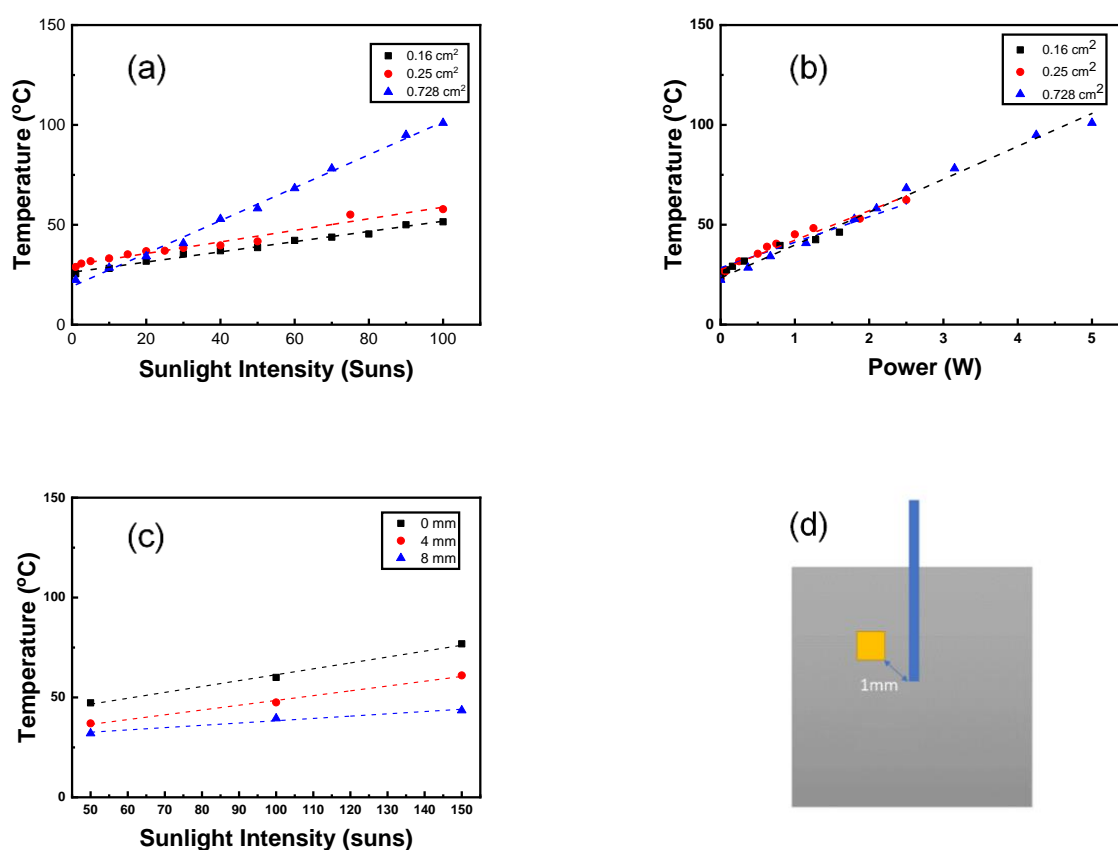 (a)
0.16 cm²
0.25 cm²
0.728 cm²
150
100
50
0
0 20 40 60 80 100
Temperature (ºC)
Sunlight Intensity (Suns)
(b)
0.16 cm²
0.25 cm²
0.728 cm²
150
100
50
0
0 1 2 3 4 5
Temperature (ºC)
Power (W)
(c)
0 mm
4 mm
8 mm
150
100
50
0
50 60 70 80 90 100 110 120 130 140 150
Temperature (ºC)
Sunlight Intensity (suns)
(d)
1mm